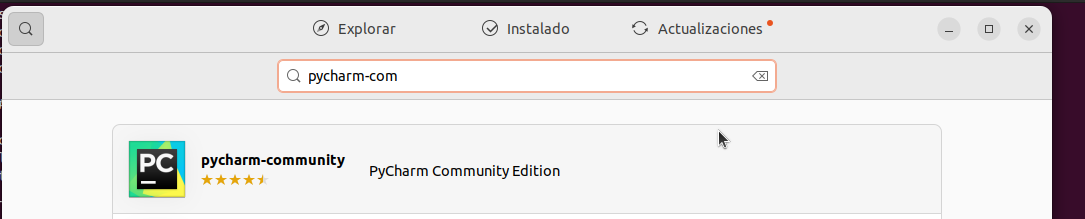 Explorar
Instalado
Actualizaciones
pycharm-com
PC
pycharm-community
PyCharm Community Edition